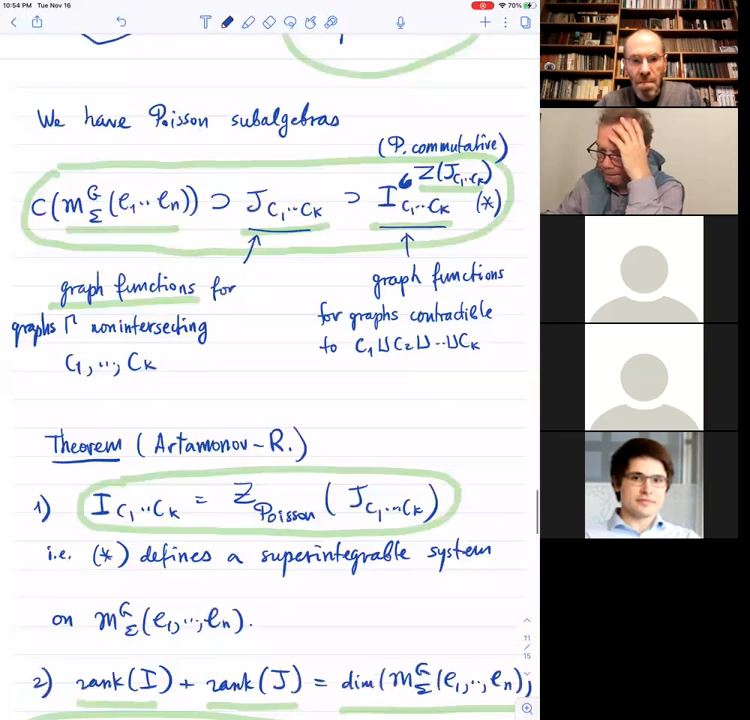 10:54 PM Tue Nov 16
70%
We have Poisson subalgebras
(P. commutative)
C(M^G_Σ(e_1,..,e_n)) ⊃ J_{C_1,..,C_k} ⊃ I_{C_1..C_k} (*)
Z(J_{C_1..C_k})
graph functions for
graphs Γ nonintersecting
C_1, ..., C_k
graph functions
for graphs contradible
to C_1 ⊔ C_2 ⊔ ... ⊔ C_k
Theorem (Artamonov-R.)
1) I_{C_1..C_k} = Z_{Poisson}(J_{C_1...C_k})
i.e. (*) defines a superintegrable system
on M^G_Σ(e_1,..,e_n).
2) rank(I) + rank(J) = dim(M^G_Σ(e_1,..,e_n);
11
/
15